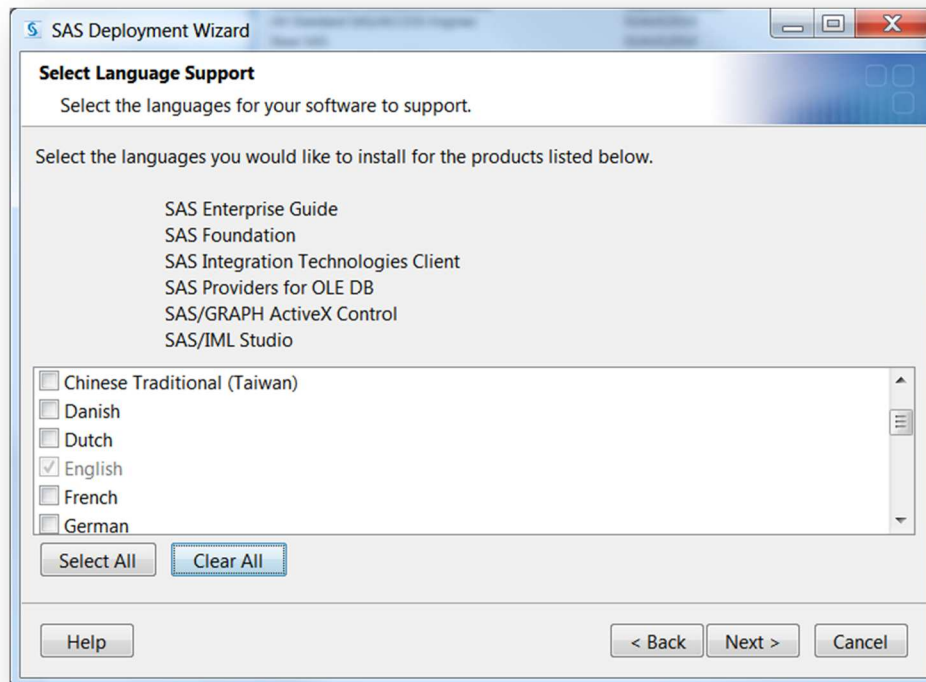 SAS Deployment Wizard
Select Language Support
Select the languages for your software to support.
Select the languages you would like to install for the products listed below.
SAS Enterprise Guide
SAS Foundation
SAS Integration Technologies Client
SAS Providers for OLE DB
SAS/GRAPH ActiveX Control
SAS/IML Studio
Chinese Traditional (Taiwan)
Danish
Dutch
English
French
German
Select All Clear All
Help < Back Next > Cancel